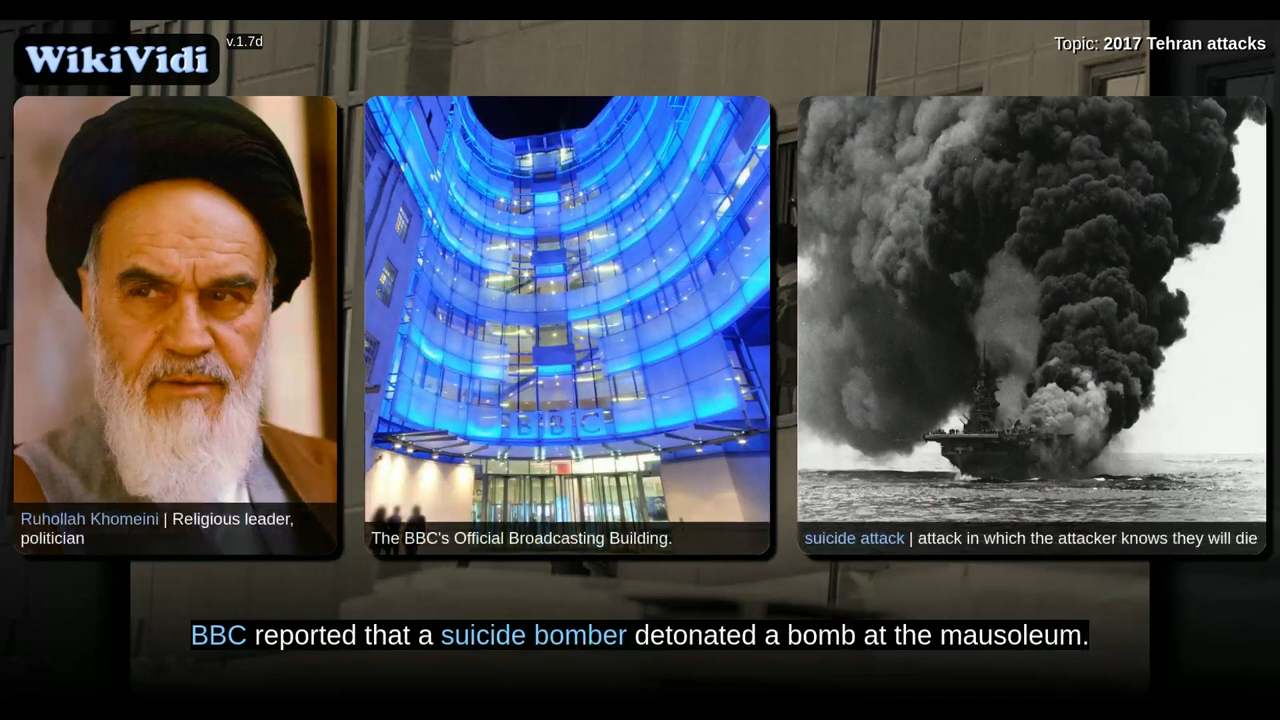 WikiVidi
v.1.7d
Topic: 2017 Tehran attacks
BBC
Ruhollah Khomeini | Religious leader,
politician
The BBC's Official Broadcasting Building.
suicide attack | attack in which the attacker knows they will die
BBC reported that a suicide bomber detonated a bomb at the mausoleum.